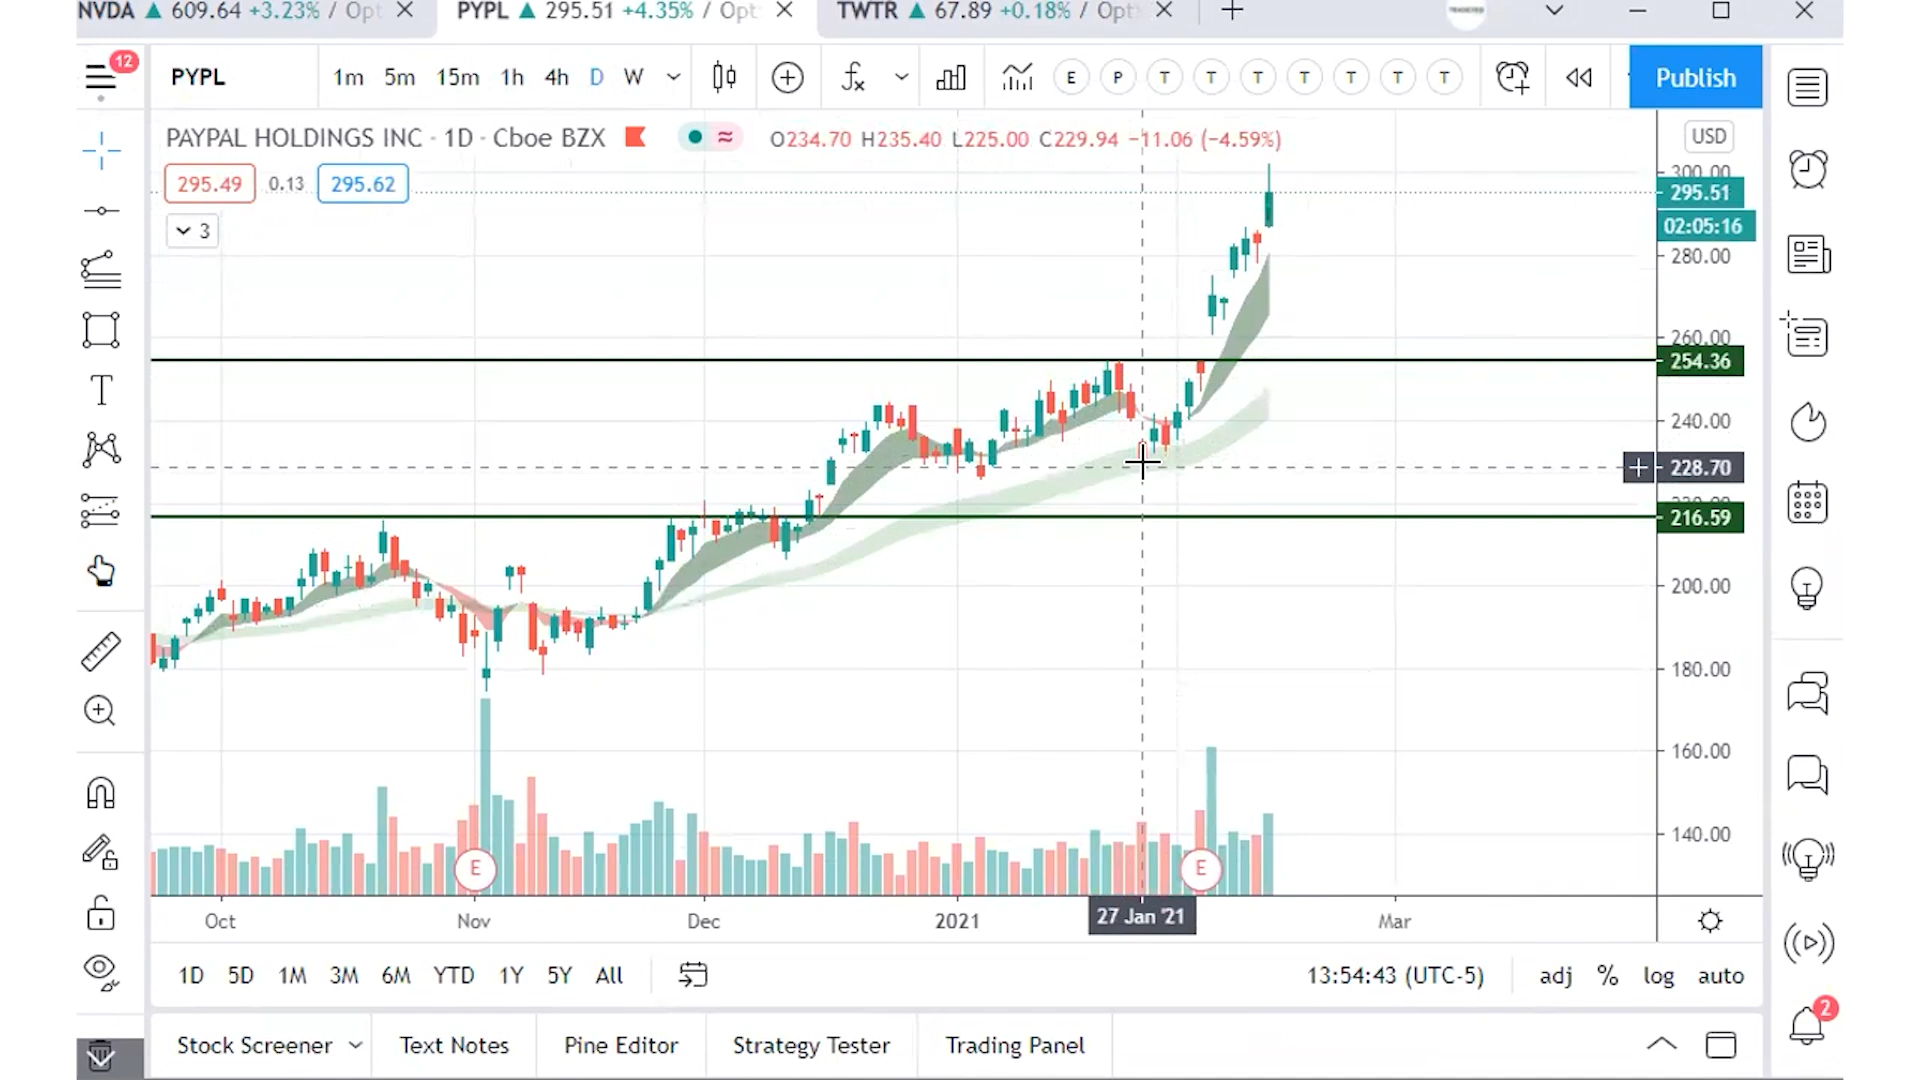 NVDA ▲ 609.64 +3.23% / Opt
PYPL ▲ 295.51 +4.35% / Opt
TWTR ▲ 67.89 +0.18% / Opt
12
PYPL
1m 5m 15m 1h 4h D W
E P T T T T T T T
Publish
PAYPAL HOLDINGS INC · 1D · Cboe BZX
O234.70 H235.40 L225.00 C229.94 −11.06 (−4.59%)
USD
295.49 0.13 295.62
3
300.00
295.51
02:05:16
280.00
260.00
254.36
240.00
228.70
220.00
216.59
200.00
180.00
160.00
140.00
E E
Oct Nov Dec 2021 27 Jan '21 Mar
1D 5D 1M 3M 6M YTD 1Y 5Y All
13:54:43 (UTC-5) adj % log auto
2
Stock Screener Text Notes Pine Editor Strategy Tester Trading Panel